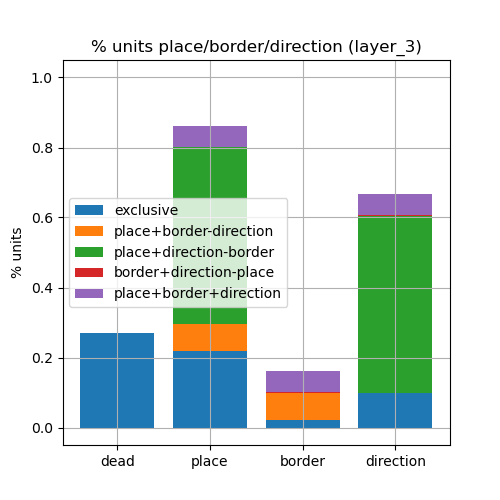 % units place/border/direction (layer_3)
1.0
0.8
0.6
0.4
0.2
0.0
% units
exclusive
place+border-direction
place+direction-border
border+direction-place
place+border+direction
dead place border direction